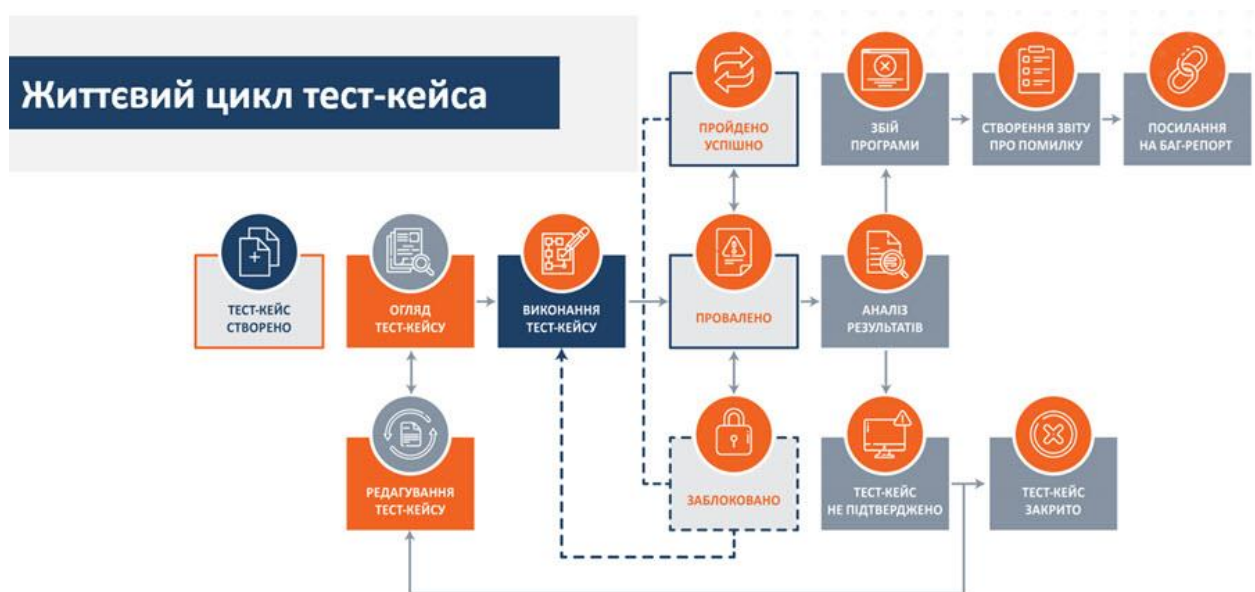 Життєвий цикл тест-кейса
ПРОЙДЕНО
УСПІШНО
ЗБІЙ
ПРОГРАМИ
СТВОРЕННЯ ЗВІТУ
ПРО ПОМИЛКУ
ПОСИЛАННЯ
НА БАГ-РЕПОРТ
ТЕСТ-КЕЙС
СТВОРЕНО
ОГЛЯД
ТЕСТ-КЕЙСУ
ВИКОНАННЯ
ТЕСТ-КЕЙСУ
ПРОВАЛЕНО
АНАЛІЗ
РЕЗУЛЬТАТІВ
РЕДАГУВАННЯ
ТЕСТ-КЕЙСУ
ЗАБЛОКОВАНО
ТЕСТ-КЕЙС
НЕ ПІДТВЕРДЖЕНО
ТЕСТ-КЕЙС
ЗАКРИТО